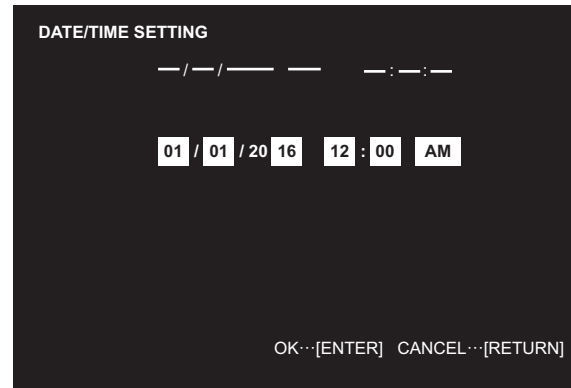 DATE/TIME SETTING
—/—/—— —— —:—:—
01 / 01 / 20 16 12 : 00 AM
OK···[ENTER] CANCEL···[RETURN]